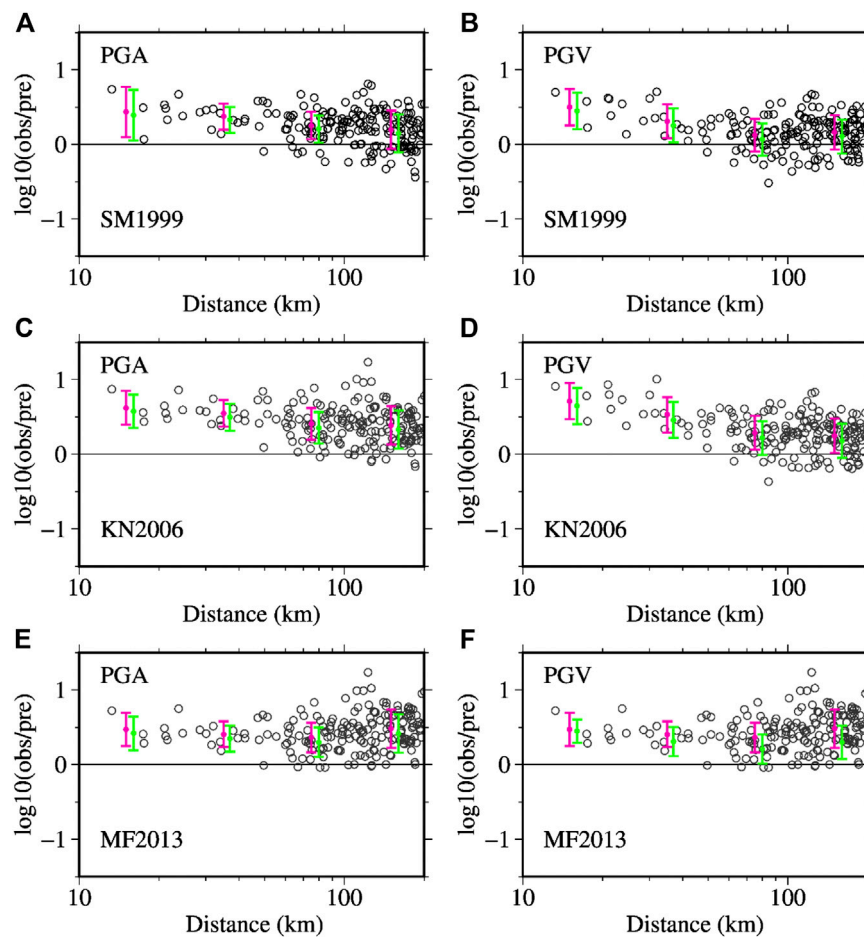 A
B
PGA
PGV
1
0
−1
log10(obs/pre)
SM1999
10
100
Distance (km)
1
0
−1
log10(obs/pre)
SM1999
10
100
Distance (km)
C
D
PGA
PGV
1
0
−1
log10(obs/pre)
KN2006
10
100
Distance (km)
1
0
−1
log10(obs/pre)
KN2006
10
100
Distance (km)
E
F
PGA
PGV
1
0
−1
log10(obs/pre)
MF2013
10
100
Distance (km)
1
0
−1
log10(obs/pre)
MF2013
10
100
Distance (km)